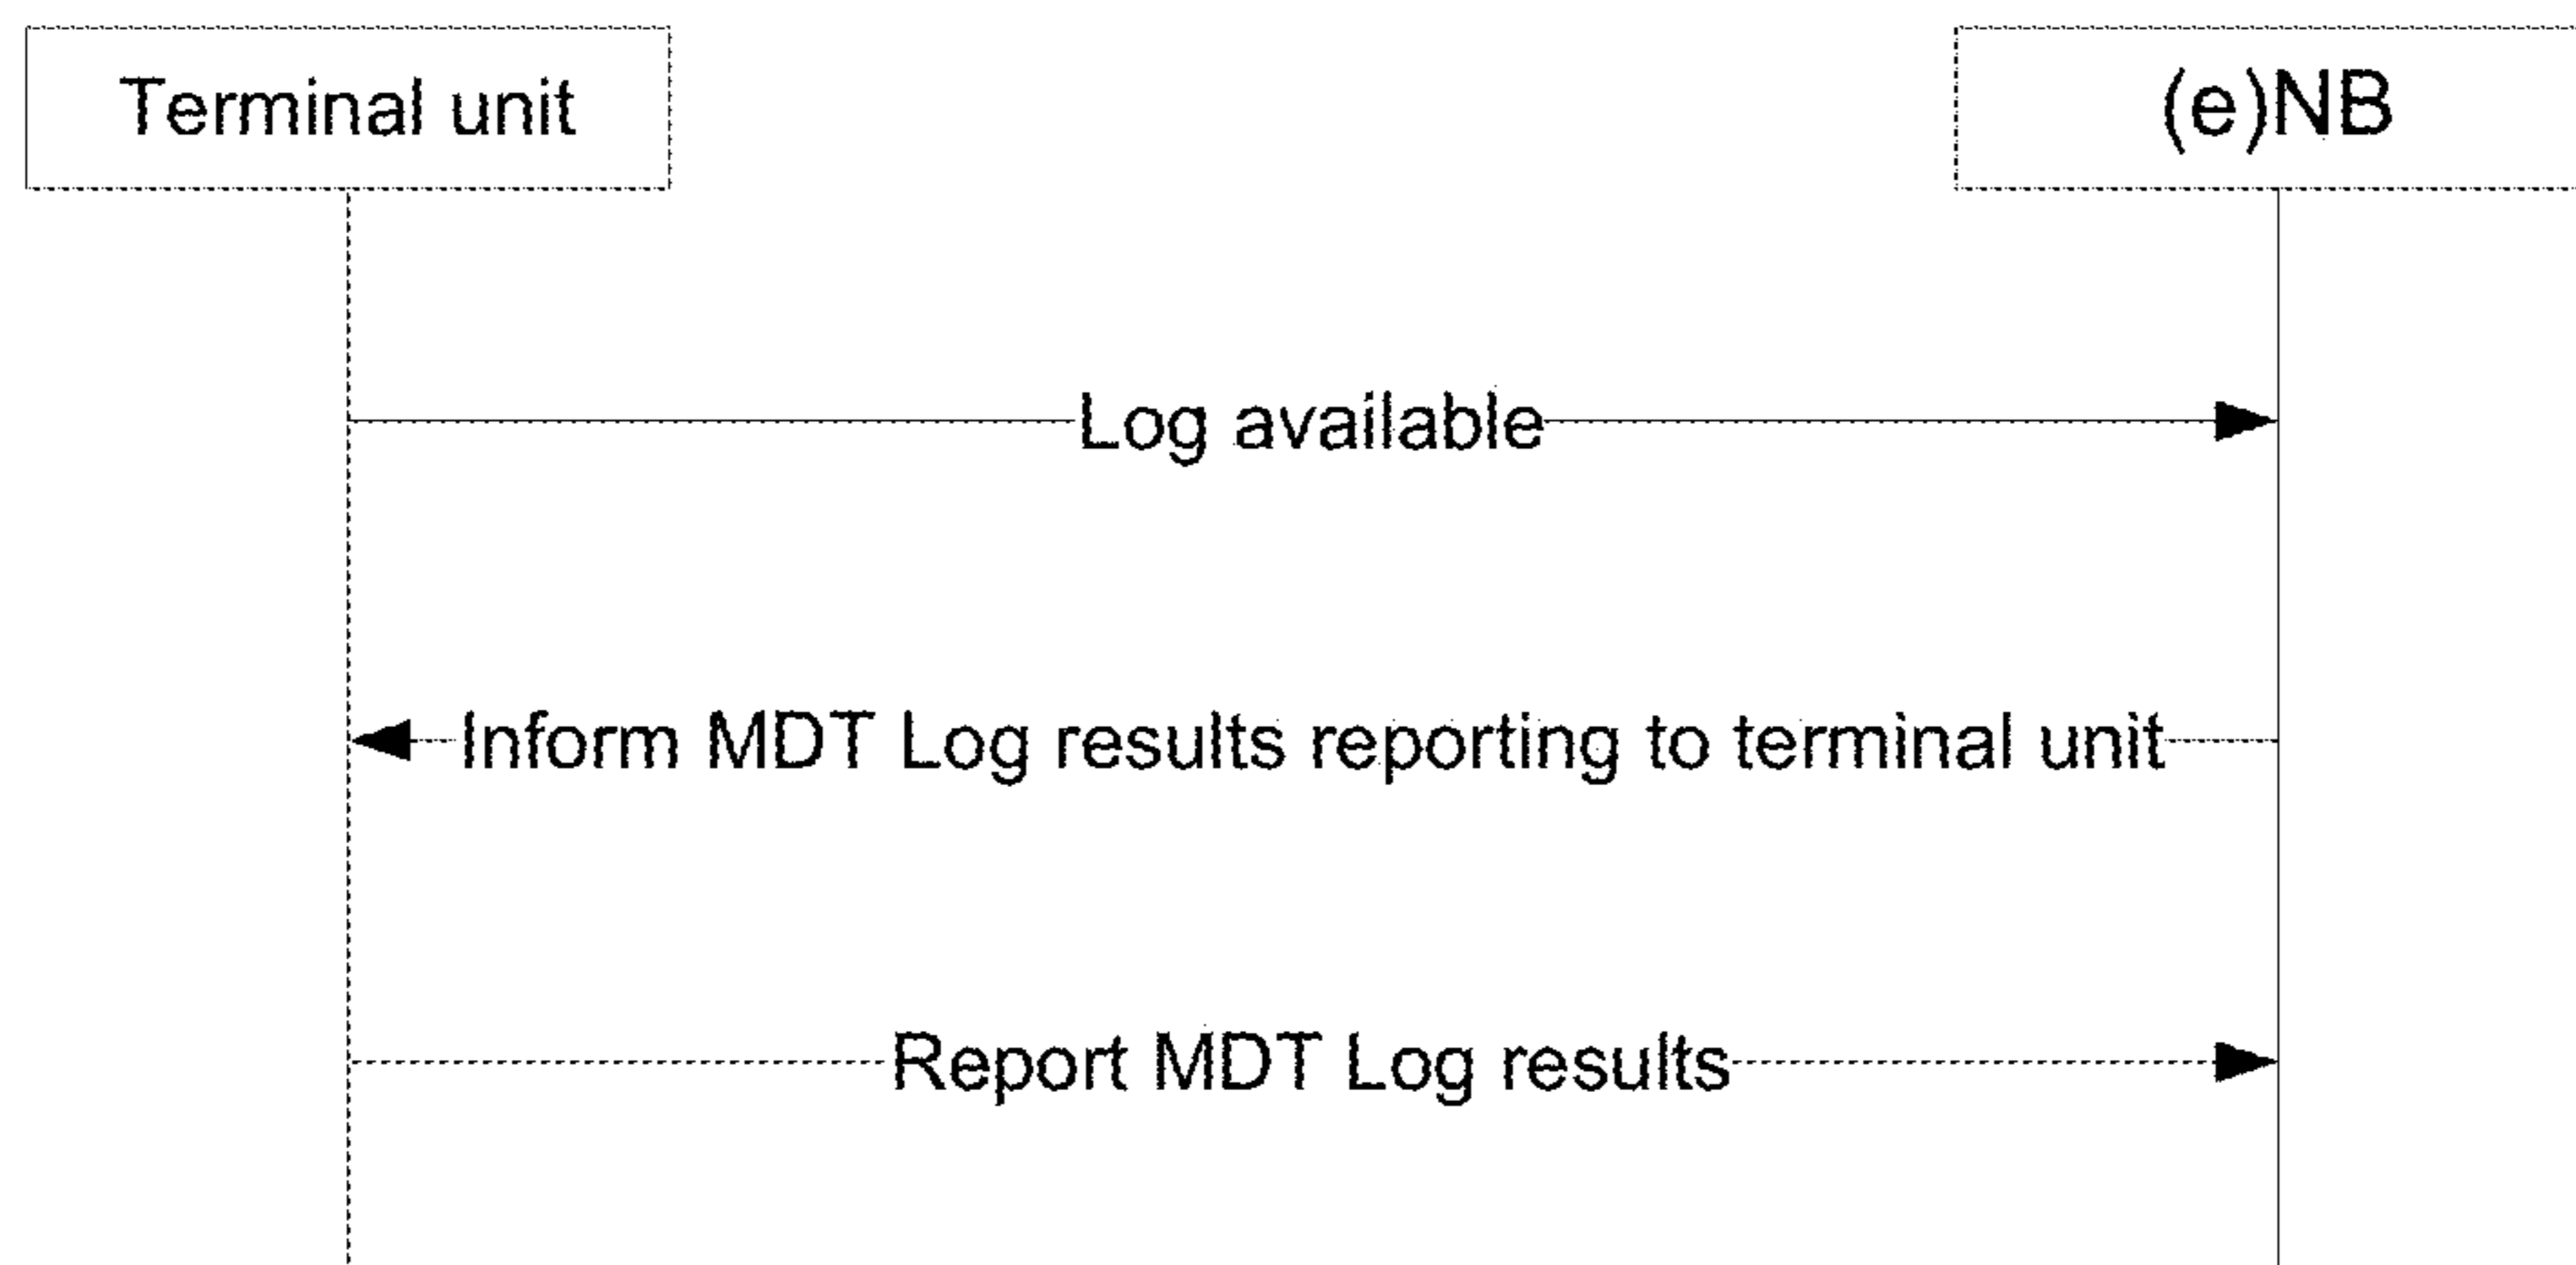 Terminal unit
(e)NB
Log available
Inform MDT Log results reporting to terminal unit
Report MDT Log results